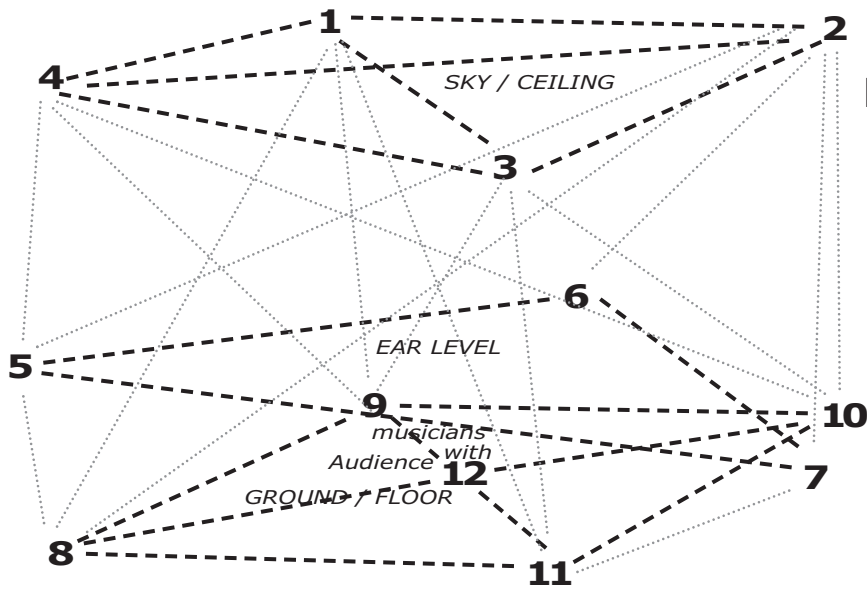 1
2
4
SKY / CEILING
3
6
EAR LEVEL
5
9
10
musicians
with
Audience
12
7
GROUND / FLOOR
8
11